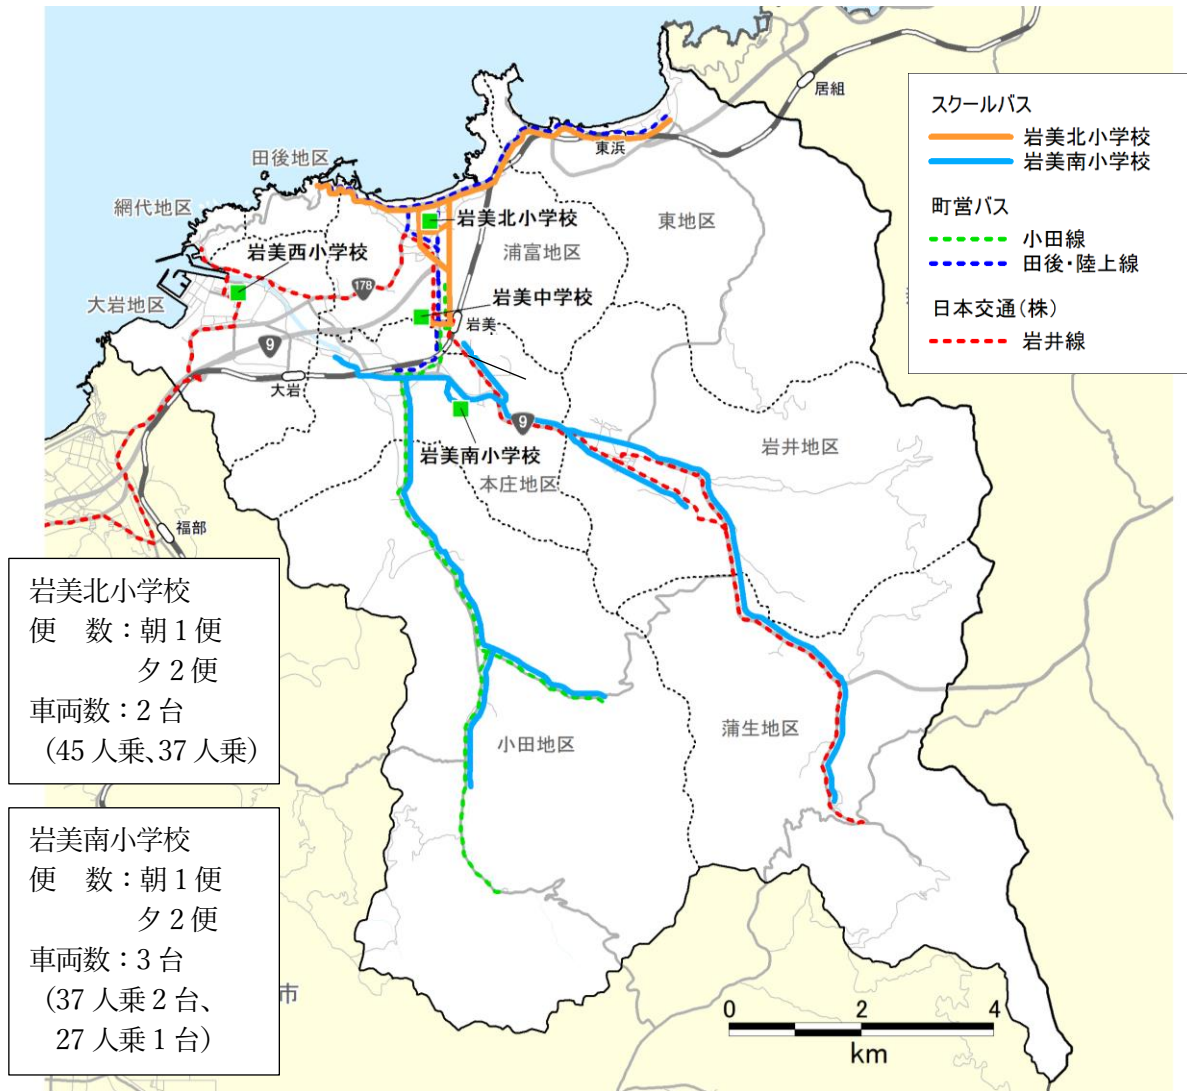 居組
スクールバス
岩美北小学校
岩美南小学校
町営バス
小田線
田後・陸上線
日本交通(株)
岩井線
東浜
田後地区
網代地区
岩美北小学校
東地区
岩美西小学校
浦富地区
178
大岩地区
岩美中学校
岩美
9
大岩
9
岩井地区
岩美南小学校
本庄地区
福部
小田地区
蒲生地区
岩美北小学校
便 数：朝1便
夕2便
車両数：2台
(45人乗、37人乗)
岩美南小学校
便 数：朝1便
夕2便
車両数：3台
(37人乗2台、
27人乗1台)
市
0 2 4
km